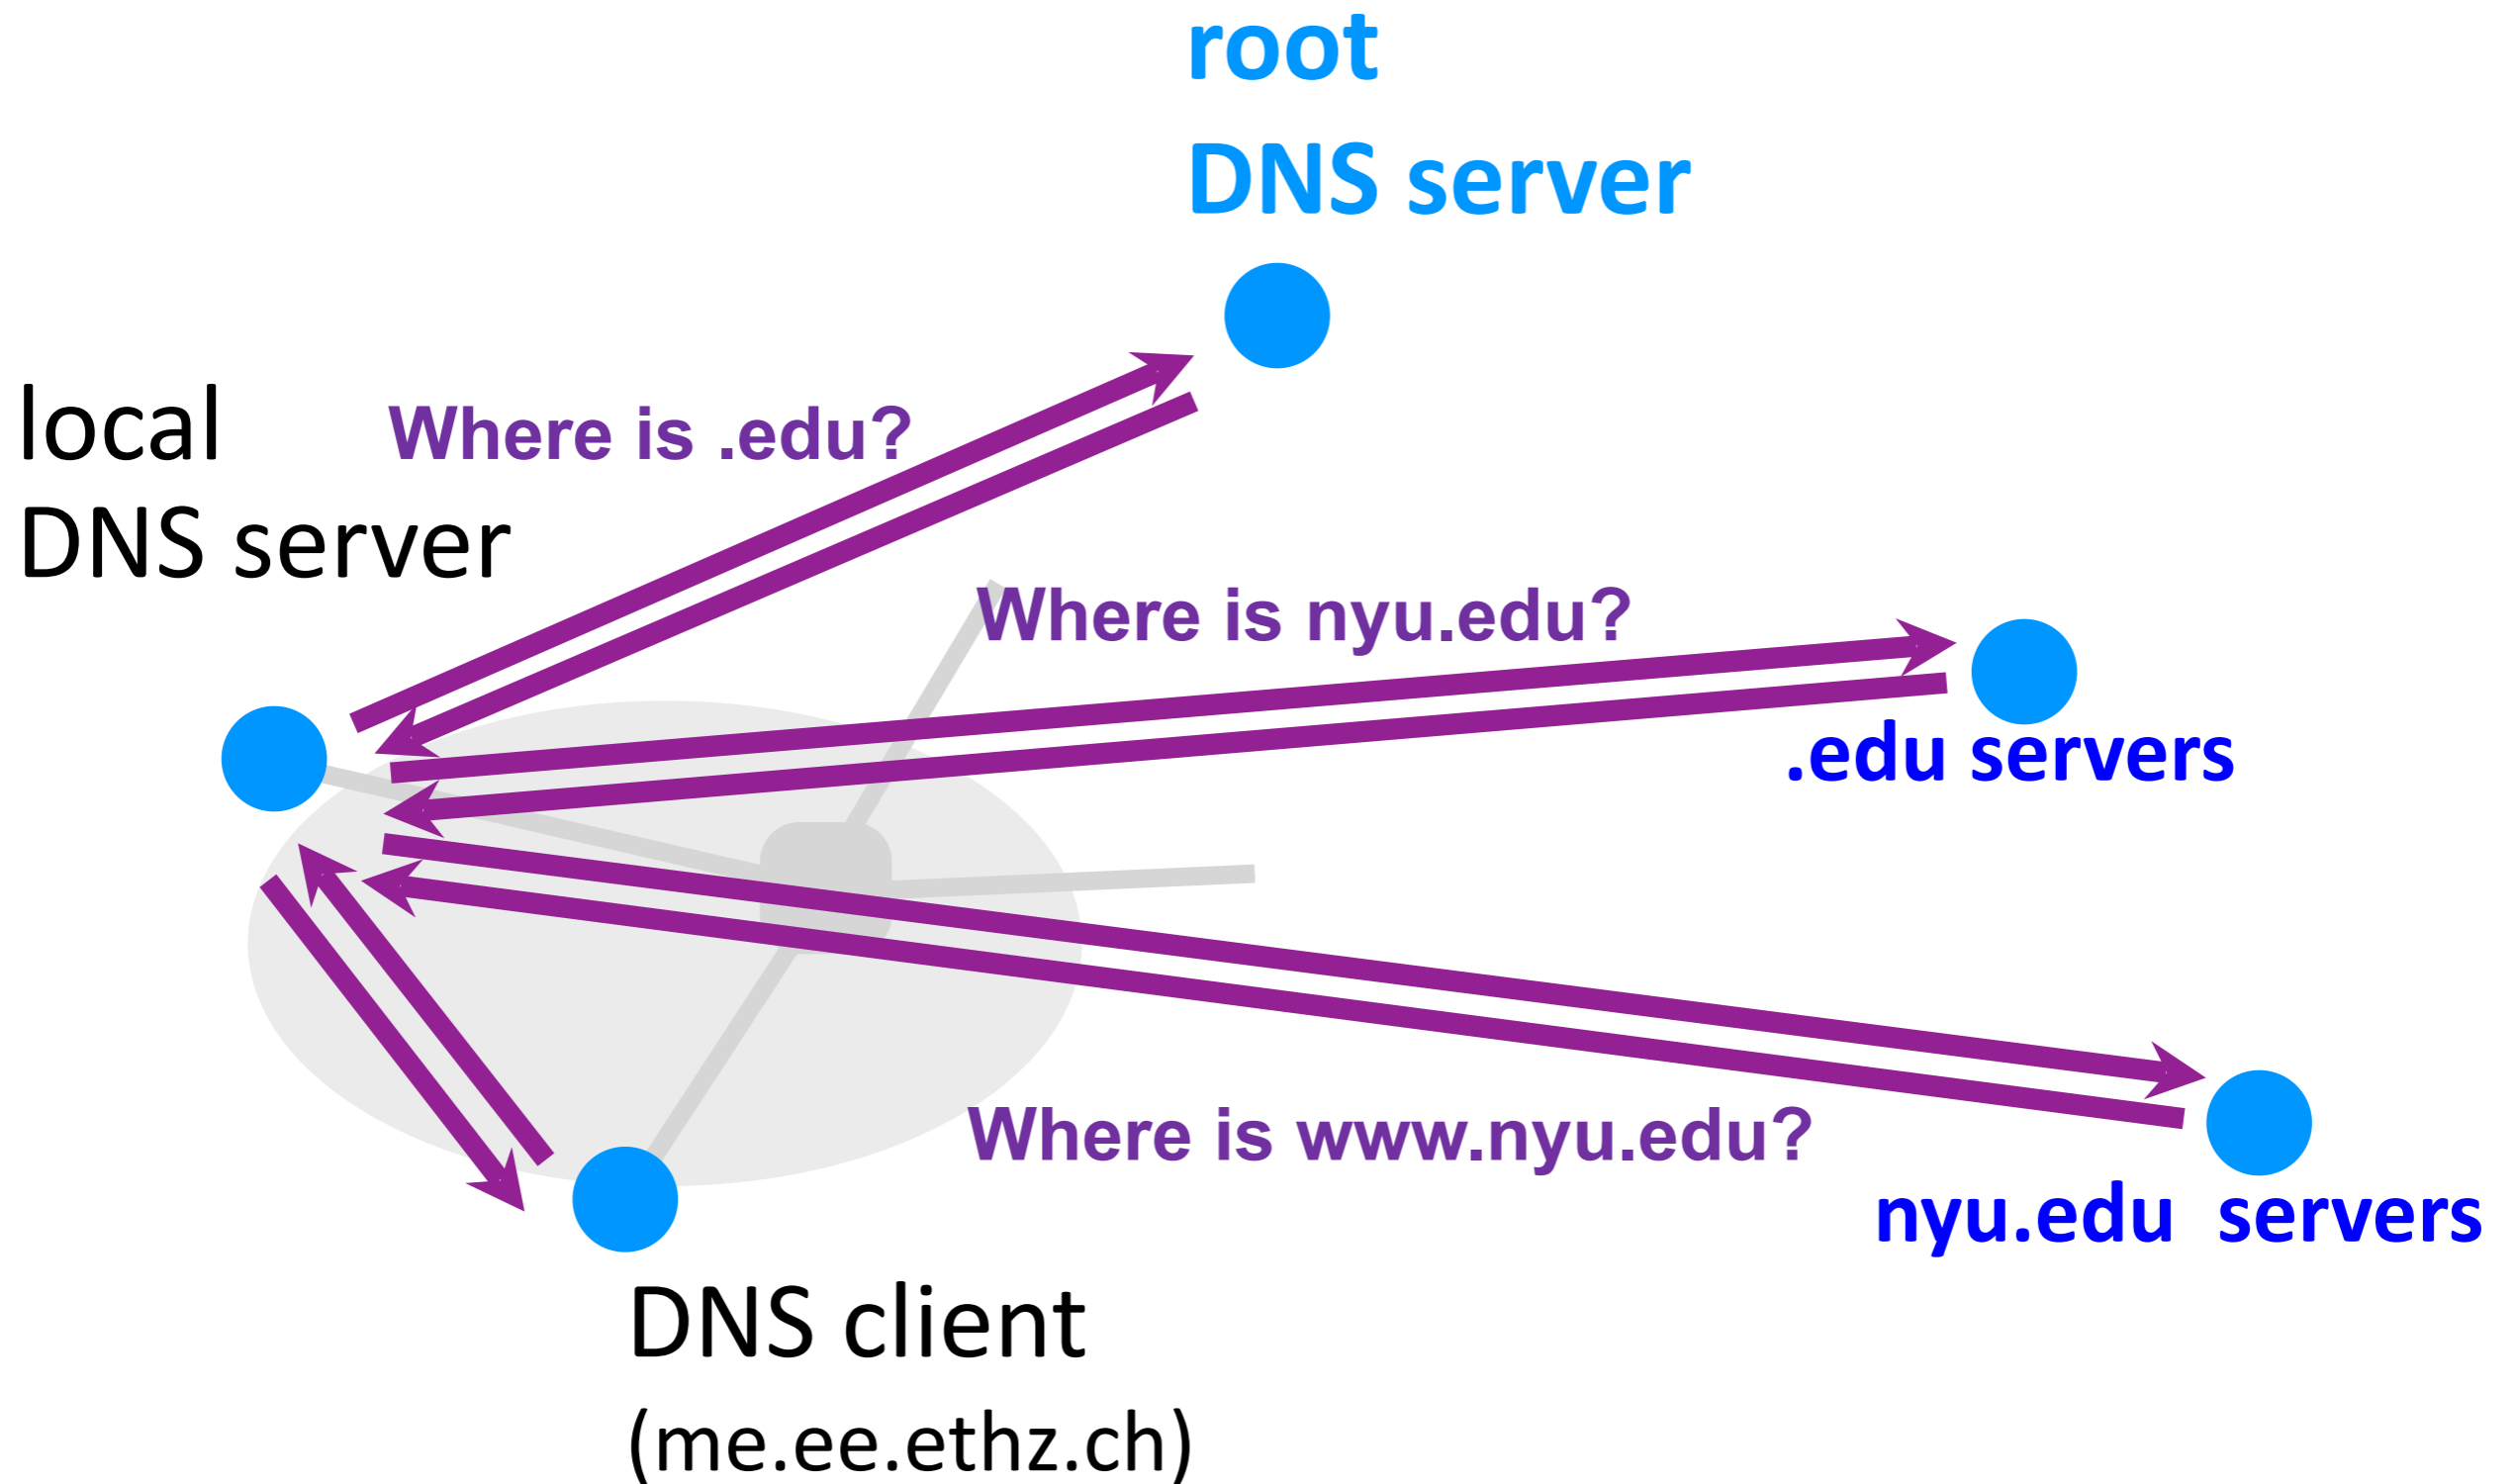 root
DNS server
local
DNS server
Where is .edu?
Where is nyu.edu?
.edu servers
Where is www.nyu.edu?
nyu.edu  servers
DNS client
(me.ee.ethz.ch)